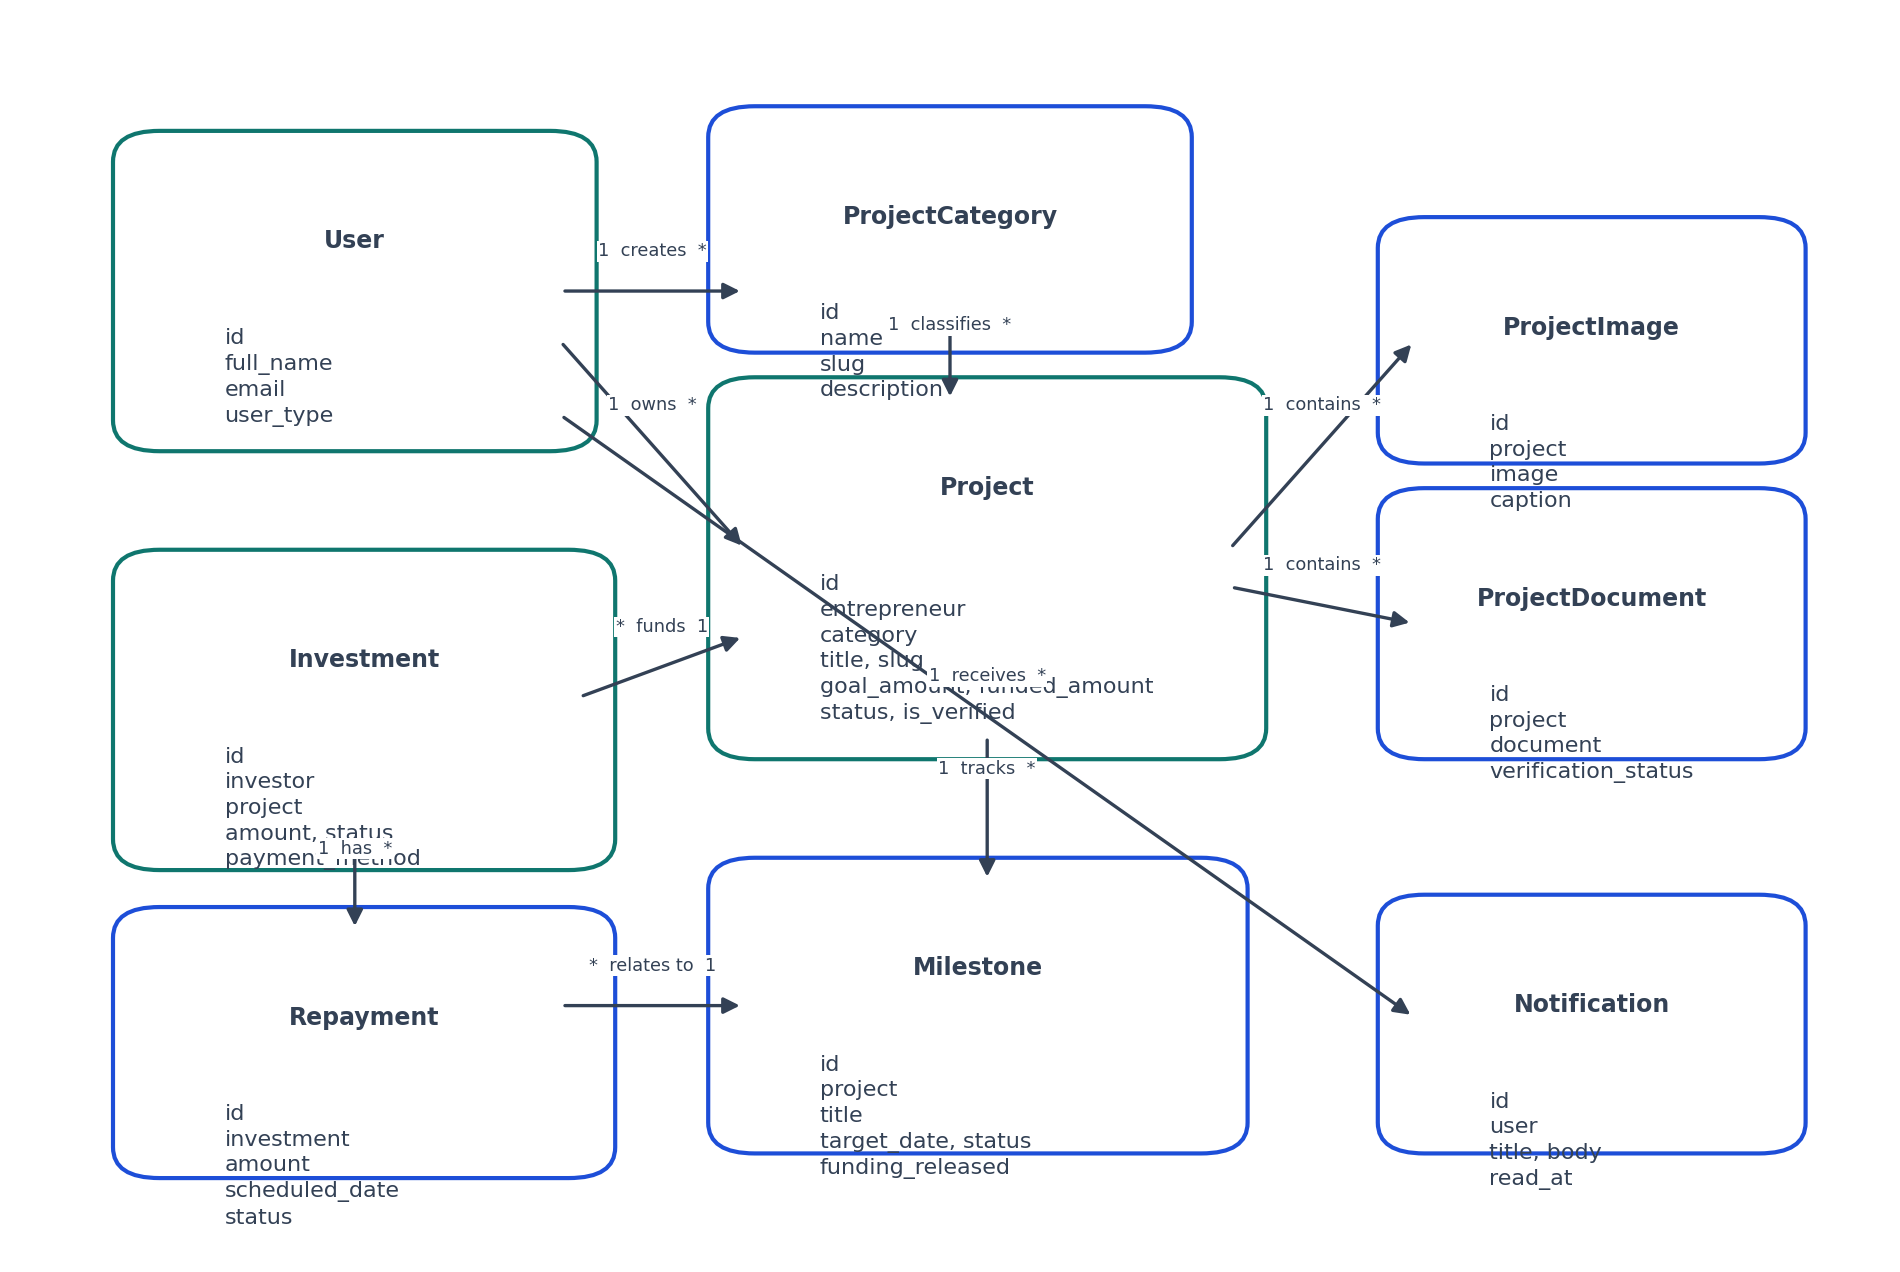 User
id
full_name
email
user_type
1  creates  *
ProjectCategory
id
name
slug
description
1  classifies  *
1  owns  *
Project
id
entrepreneur
category
title, slug
goal_amount, funded_amount
status, is_verified
1  receives  *
1  contains  *
ProjectImage
id
project
image
caption
1  contains  *
ProjectDocument
id
project
document
verification_status
Investment
id
investor
project
amount, status
payment_method
*  funds  1
1  has  *
1  tracks  *
Repayment
id
investment
amount
scheduled_date
status
*  relates to  1
Milestone
id
project
title
target_date, status
funding_released
Notification
id
user
title, body
read_at